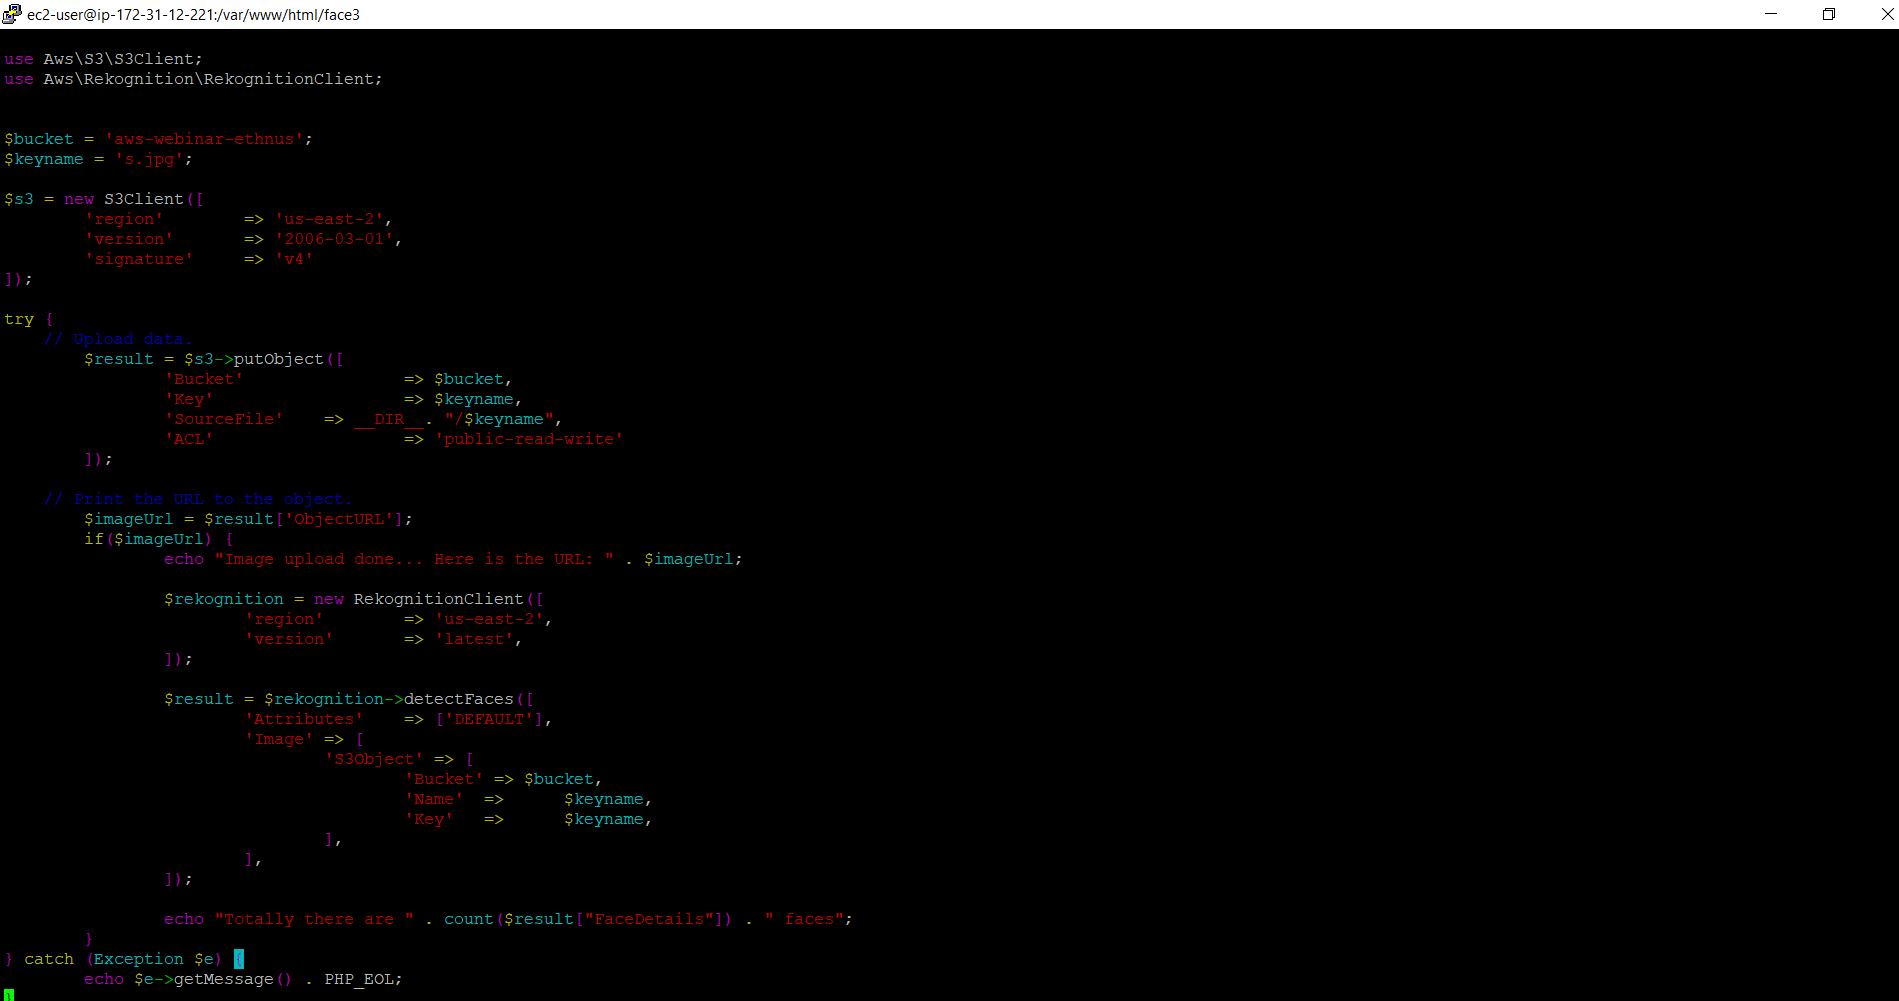 ec2-user@ip-172-31-12-221:/var/www/html/face3
use Aws\S3\S3Client;
use Aws\Rekognition\RekognitionClient;
$bucket = 'aws-webinar-ethnus';
$keyname = 's.jpg';
$s3 = new S3Client([
'region' => 'us-east-2',
'version' => '2006-03-01',
'signature' => 'v4'
]);
try {
// Upload data.
$result = $s3->putObject([
'Bucket' => $bucket,
'Key' => $keyname,
'SourceFile' => __DIR__. "/$keyname",
'ACL' => 'public-read-write'
]);
// Print the URL to the object.
$imageUrl = $result['ObjectURL'];
if($imageUrl) {
echo "Image upload done... Here is the URL: " . $imageUrl;
$rekognition = new RekognitionClient([
'region' => 'us-east-2',
'version' => 'latest',
]);
$result = $rekognition->detectFaces([
'Attributes' => ['DEFAULT'],
'Image' => [
'S3Object' => [
'Bucket' => $bucket,
'Name' => $keyname,
'Key' => $keyname,
],
],
]);
echo "Totally there are " . count($result["FaceDetails"]) . " faces";
}
} catch (Exception $e) {
echo $e->getMessage() . PHP_EOL;
}